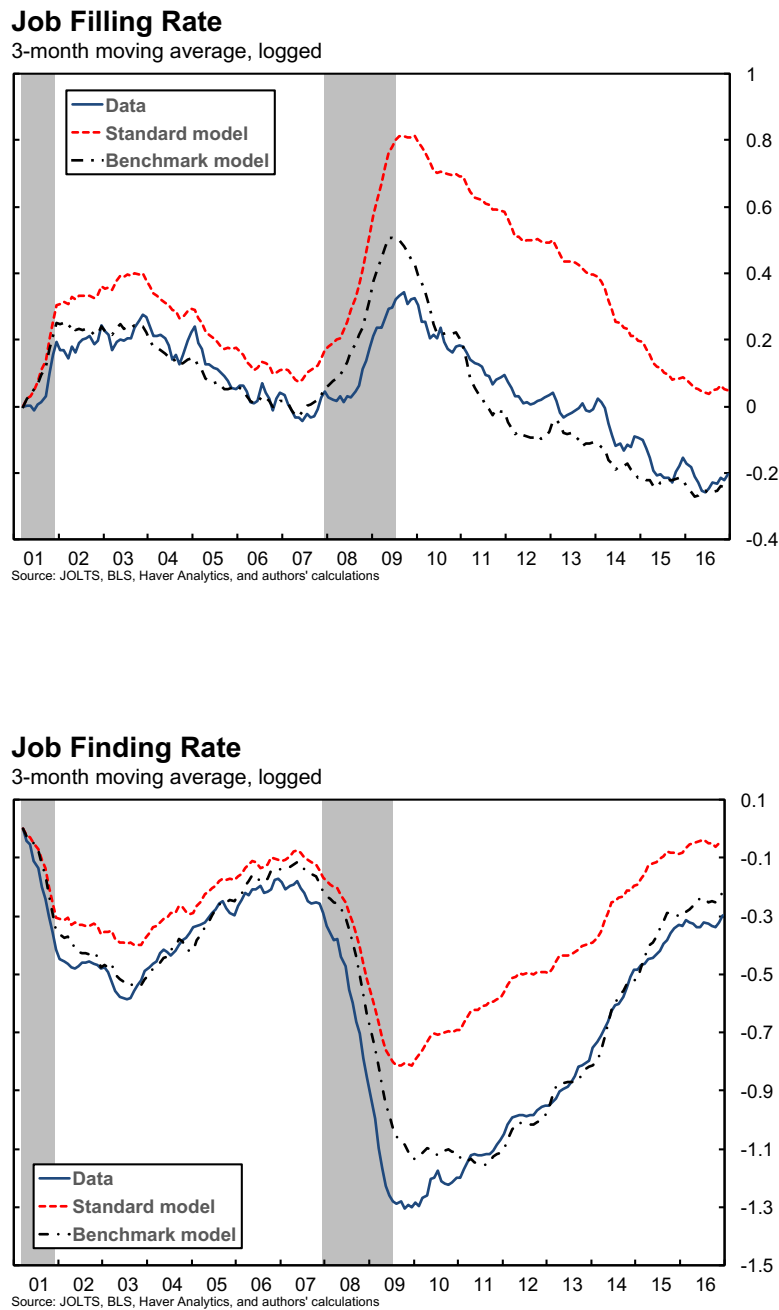 Job Filling Rate
3-month moving average, logged
1
Data
Standard model
0.8
Benchmark model
0.6
0.4
0.2
0
-0.2
-0.4
01 02 03 04 05 06 07 08 09 10 11 12 13 14 15 16
Source: JOLTS, BLS, Haver Analytics, and authors' calculations
Job Finding Rate
3-month moving average, logged
0.1
-0.1
-0.3
-0.5
-0.7
-0.9
-1.1
Data
Standard model
-1.3
Benchmark model
-1.5
01 02 03 04 05 06 07 08 09 10 11 12 13 14 15 16
Source: JOLTS, BLS, Haver Analytics, and authors' calculations